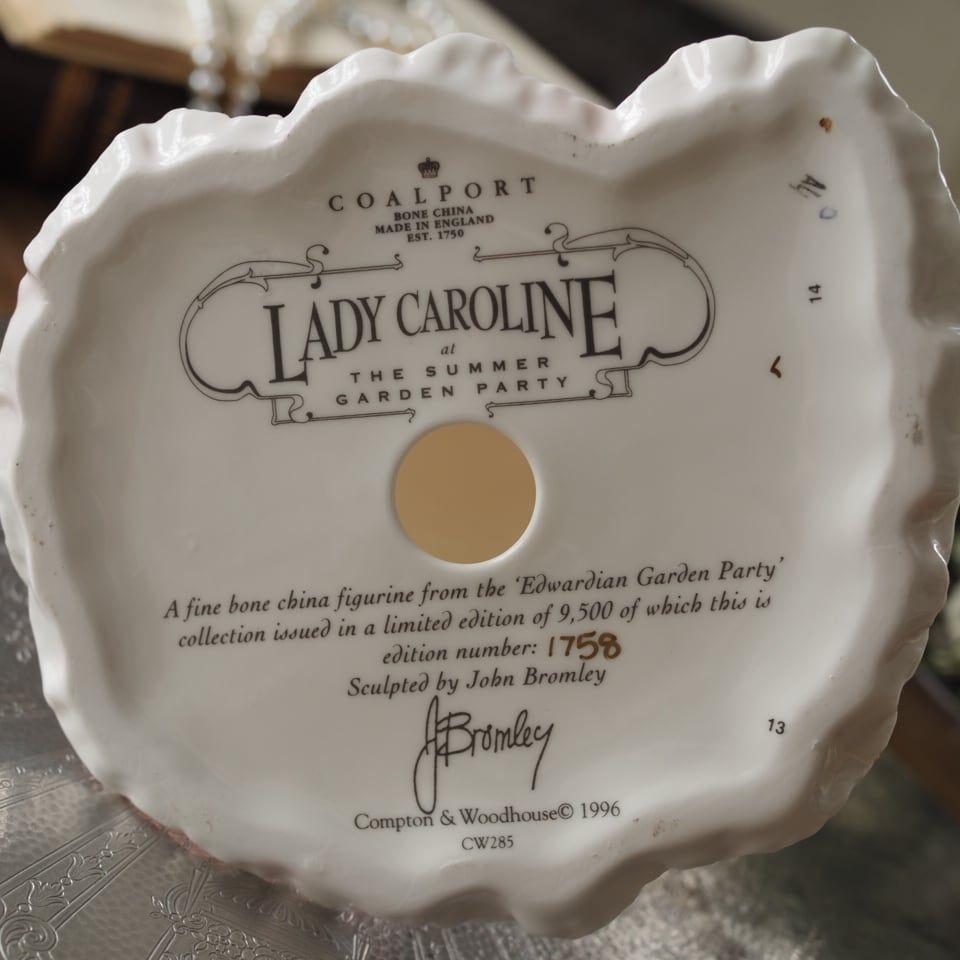 COALPORT
BONE CHINA
MADE IN ENGLAND
EST. 1750
LADY CAROLINE
at
THE SUMMER
GARDEN PARTY
14
A fine bone china figurine from the ‘Edwardian Garden Party’
collection issued in a limited edition of 9,500 of which this is
edition number: 1758
Sculpted by John Bromley
JBromley
13
Compton & Woodhouse© 1996
CW285